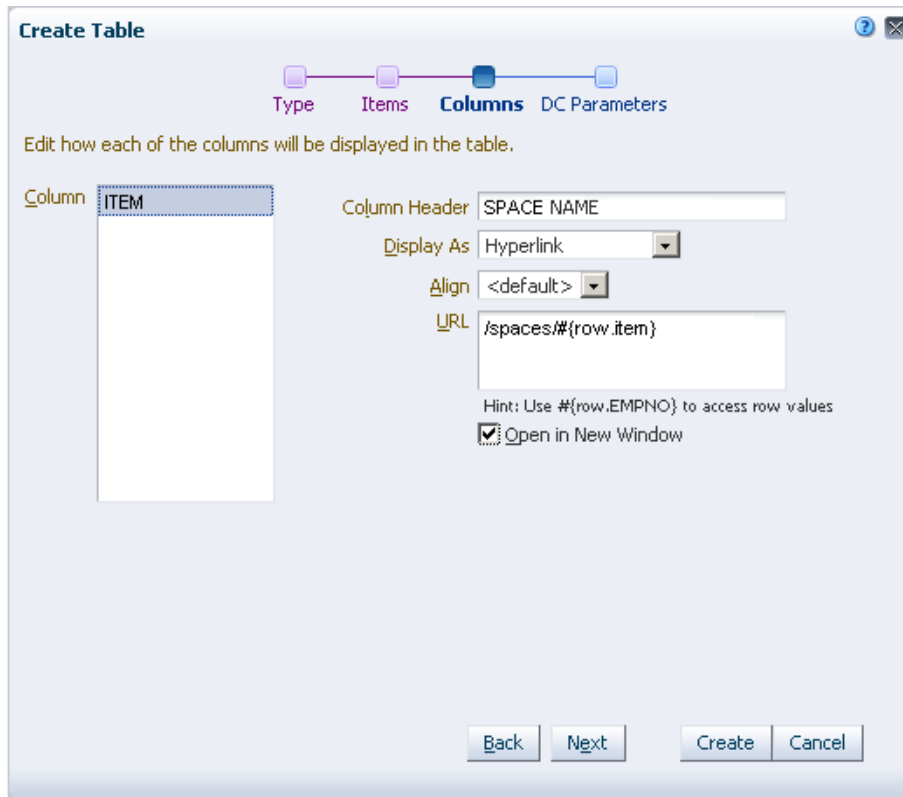 Create Table
Type Items Columns DC Parameters
Edit how each of the columns will be displayed in the table.
Column
ITEM
Column Header SPACE NAME
Display As Hyperlink
Align <default>
URL /spaces/#{row.item}
Hint: Use #{row.EMPNO} to access row values
Open in New Window
Back Next Create Cancel